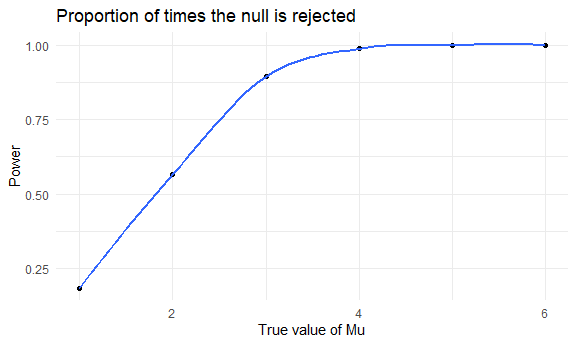 Proportion of times the null is rejected
1.00
0.75
0.50
0.25
Power
2
4
6
True value of Mu